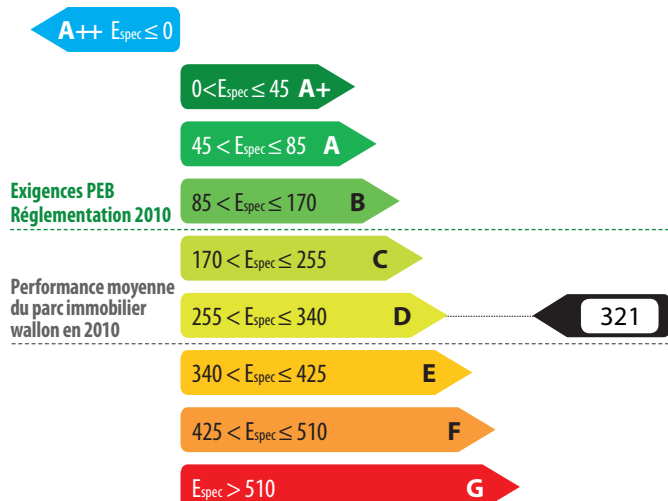 A++ Espec ≤ 0
0<Espec ≤ 45 A+
45 < Espec ≤ 85 A
Exigences PEB
Réglementation 2010
85 < Espec ≤ 170 B
170 < Espec ≤ 255 C
Performance moyenne
du parc immobilier
wallon en 2010
255 < Espec ≤ 340 D
321
340 < Espec ≤ 425 E
425 < Espec ≤ 510 F
Espec > 510 G